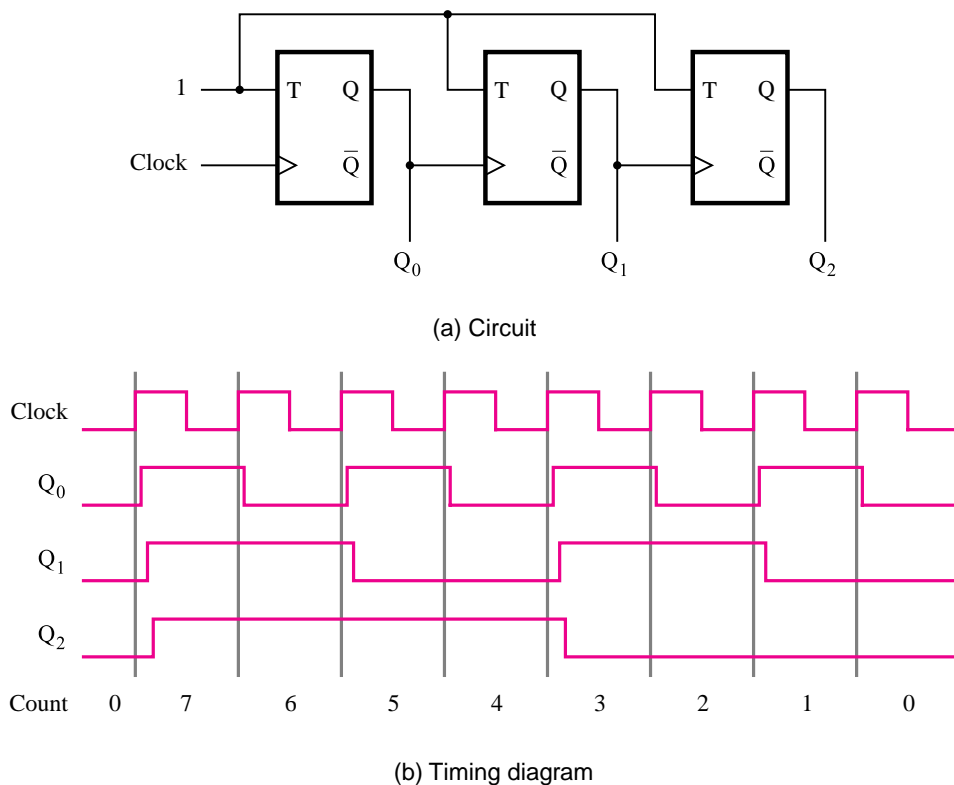 1 T Q T Q T Q
Clock Q̅ Q̅ Q̅
Q₀ Q₁ Q₂
(a) Circuit
Clock
Q₀
Q₁
Q₂
Count 0 7 6 5 4 3 2 1 0
(b) Timing diagram